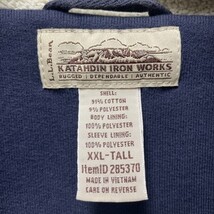 L.L.Bean
KATAHDIN IRON WORKS
RUGGED | DEPENDABLE | AUTHENTIC
SHELL:
91% COTTON
9% POLYESTER
BODY LINING:
100% POLYESTER
SLEEVE LINING:
100% POLYESTER
XXL-TALL
ItemID 285370
MADE IN VIETNAM
CARE ON REVERSE